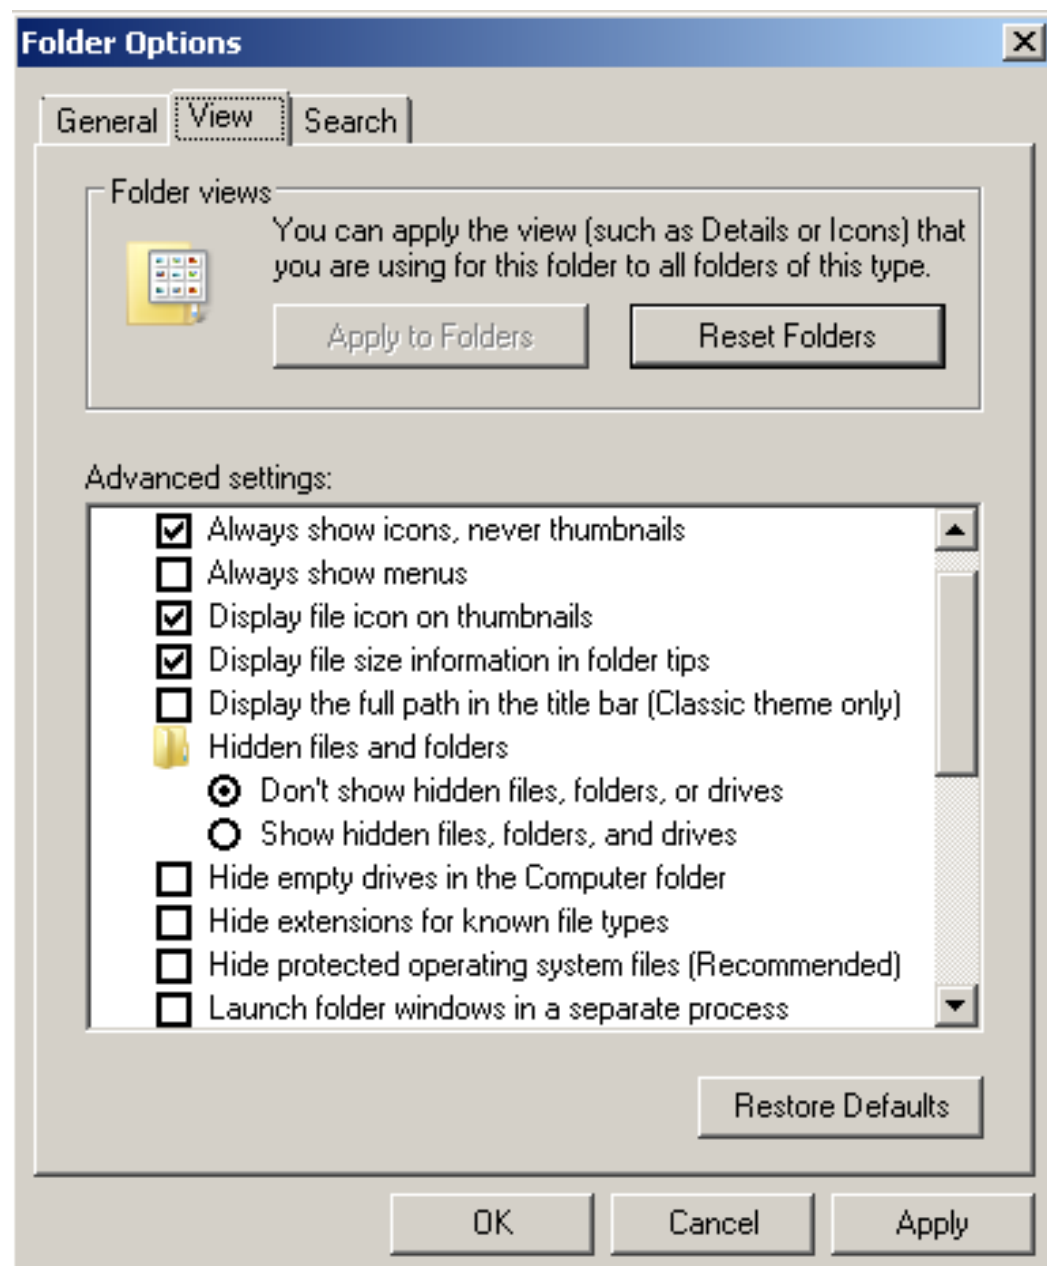 Folder Options
General View Search
Folder views
You can apply the view (such as Details or Icons) that
you are using for this folder to all folders of this type.
Apply to Folders Reset Folders
Advanced settings:
Always show icons, never thumbnails
Always show menus
Display file icon on thumbnails
Display file size information in folder tips
Display the full path in the title bar (Classic theme only)
Hidden files and folders
Don't show hidden files, folders, or drives
Show hidden files, folders, and drives
Hide empty drives in the Computer folder
Hide extensions for known file types
Hide protected operating system files (Recommended)
Launch folder windows in a separate process
Restore Defaults
OK Cancel Apply